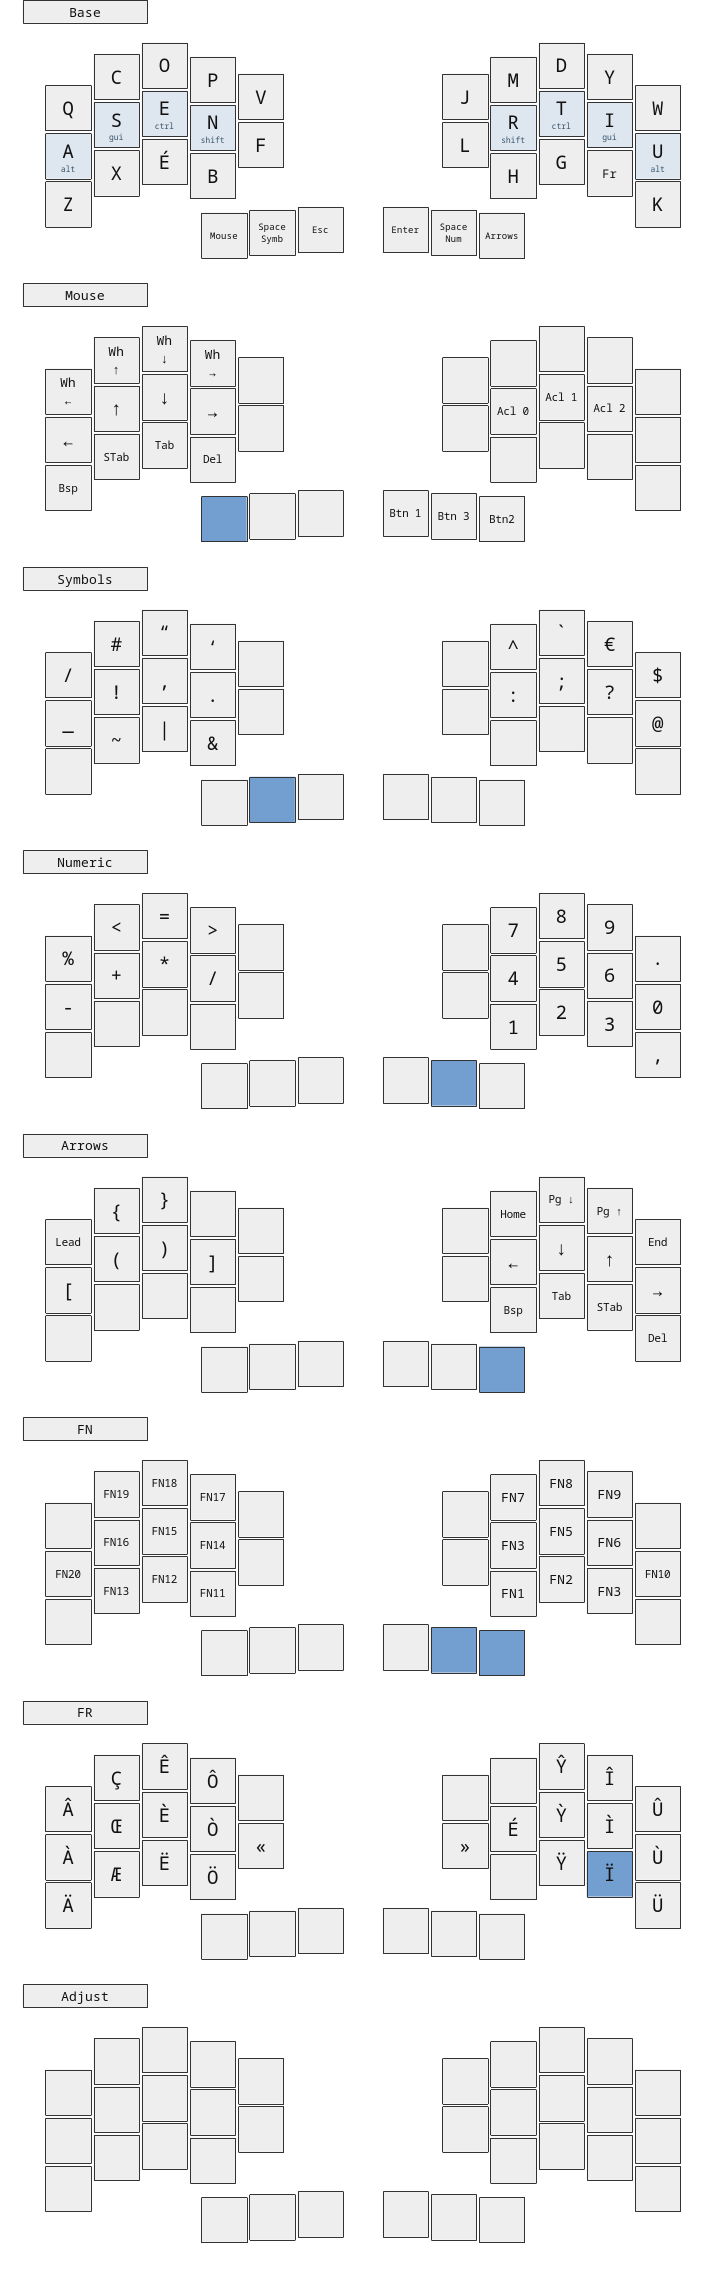 Base
Q C O P V J M D Y W
A alt S gui E ctrl N shift F L R shift T ctrl I gui U alt
Z X É B H G Fr K
Mouse Space Symb Esc Enter Space Num Arrows
Mouse
Wh ← Wh ↑ Wh ↓ Wh →
← ↑ ↓ → Acl 0 Acl 1 Acl 2
Bsp STab Tab Del
Btn 1 Btn 3 Btn2
Symbols
/ # “ ‘ ^ ` € $
_ ! , . : ; ? @
~ | &
Numeric
% < = > 7 8 9 .
- + * / 4 5 6 0
1 2 3 ,
Arrows
Lead { } Home Pg ↓ Pg ↑ End
[ ( ) ] ← ↓ ↑ →
Bsp Tab STab Del
FN
FN19 FN18 FN17 FN7 FN8 FN9
FN20 FN16 FN15 FN14 FN3 FN5 FN6 FN10
FN13 FN12 FN11 FN1 FN2 FN3
FR
Â Ç Ê Ô Ŷ Î Û
À Œ È Ò « » É Ỳ Ì Ù
Ä Æ Ë Ö Ÿ Ï Ü
Adjust